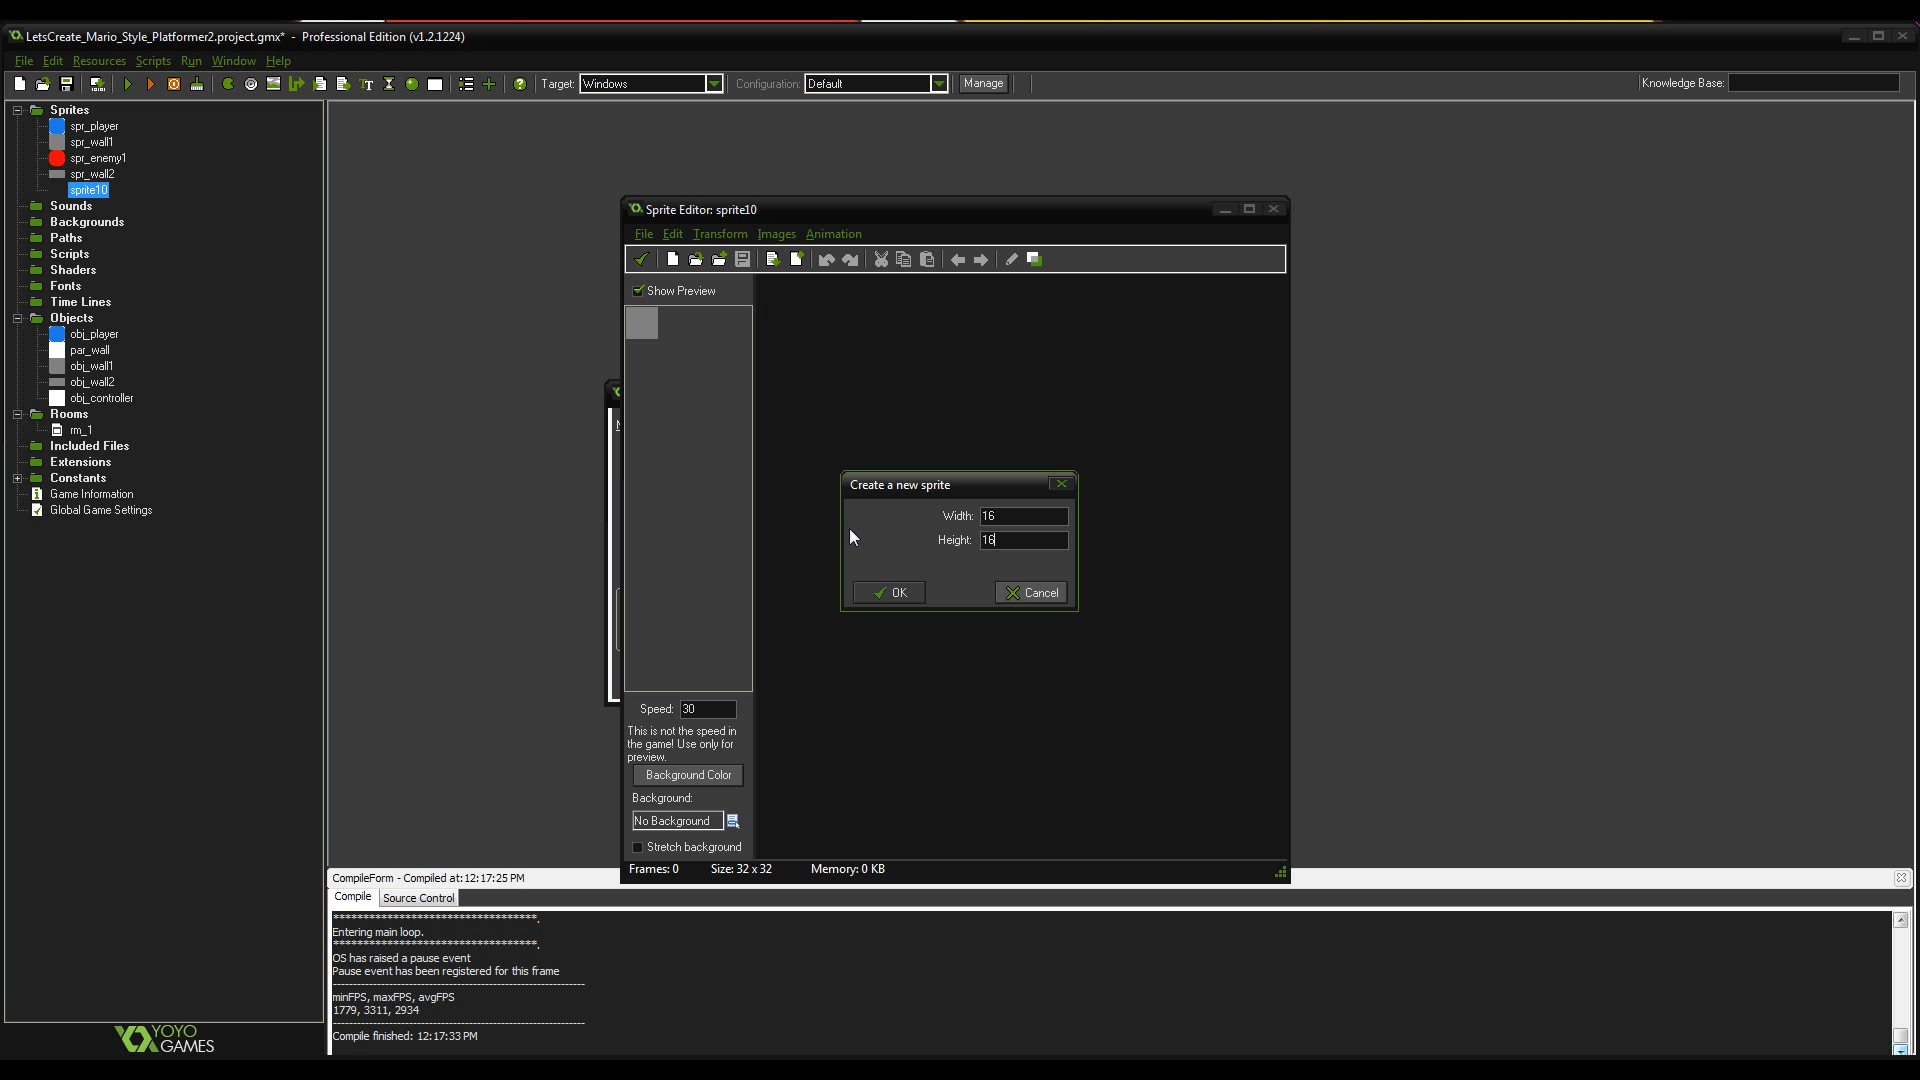 LetsCreate_Mario_Style_Platformer2.project.gmx* - Professional Edition (v1.2.1224)
File Edit Resources Scripts Run Window Help
Target: Windows Configuration: Default Manage Knowledge Base:
Sprites
spr_player
spr_wall1
spr_enemy1
spr_wall2
sprite10
Sounds
Backgrounds
Paths
Scripts
Shaders
Fonts
Time Lines
Objects
obj_player
par_wall
obj_wall1
obj_wall2
obj_controller
Rooms
rm_1
Included Files
Extensions
Constants
Game Information
Global Game Settings
YOYO
GAMES
Sprite Editor: sprite10
File Edit Transform Images Animation
Show Preview
Create a new sprite
Width: 16
Height: 16
OK Cancel
Speed: 30
This is not the speed in
the game! Use only for
preview.
Background Color
Background:
No Background
Stretch background
Frames: 0 Size: 32 x 32 Memory: 0 KB
CompileForm - Compiled at: 12:17:25 PM
Compile Source Control
***********************************.
Entering main loop.
***********************************.
OS has raised a pause event
Pause event has been registered for this frame
---------------------------------------------------------------
minFPS, maxFPS, avgFPS
1779, 3311, 2934
---------------------------------------------------------------
Compile finished: 12:17:33 PM